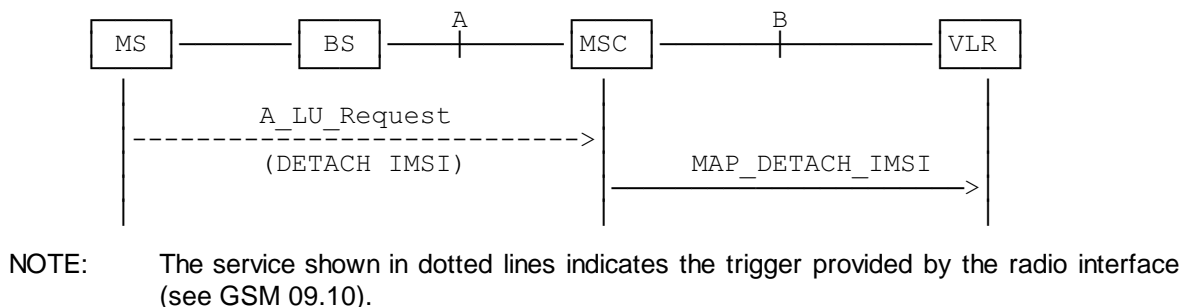 A B
MS BS MSC VLR
A_LU_Request
(DETACH IMSI) MAP_DETACH_IMSI
NOTE: The service shown in dotted lines indicates the trigger provided by the radio interface
(see GSM 09.10).